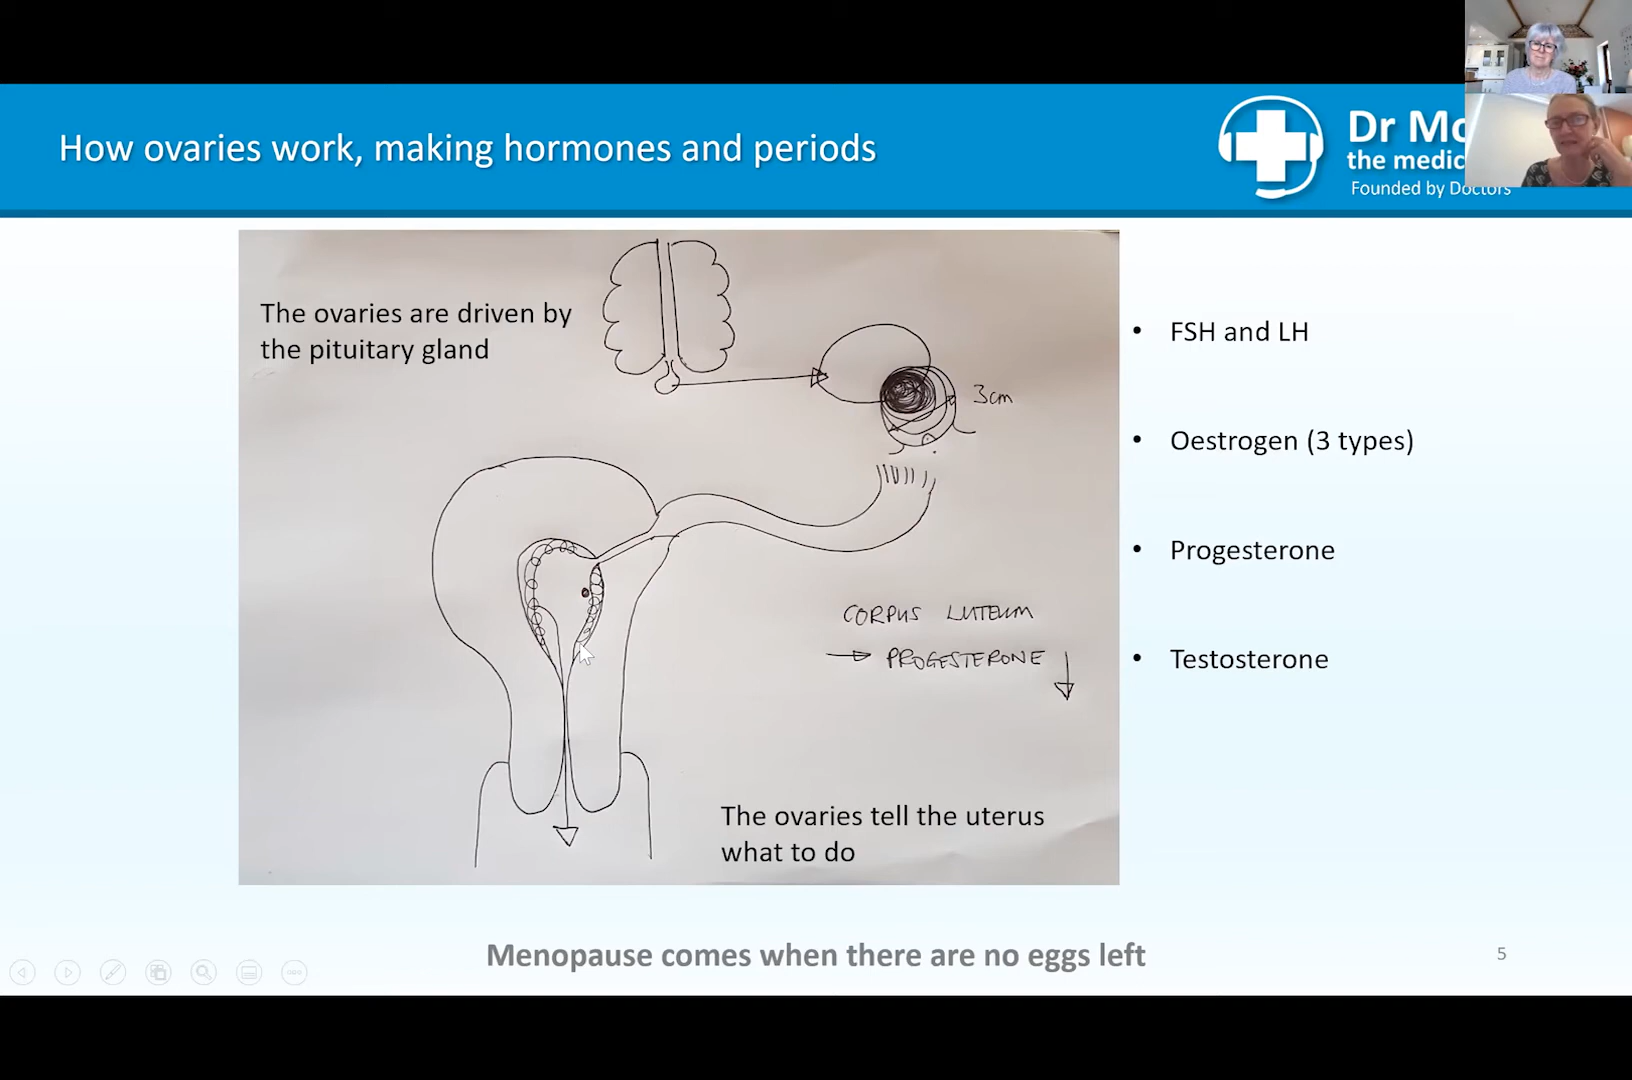 How ovaries work, making hormones and periods
Dr Mo
the medic
Founded by Doctors
The ovaries are driven by
the pituitary gland
3cm
CORPUS LUTEUM
→ PROGESTERONE ↓
The ovaries tell the uterus
what to do
• FSH and LH
• Oestrogen (3 types)
• Progesterone
• Testosterone
Menopause comes when there are no eggs left
5